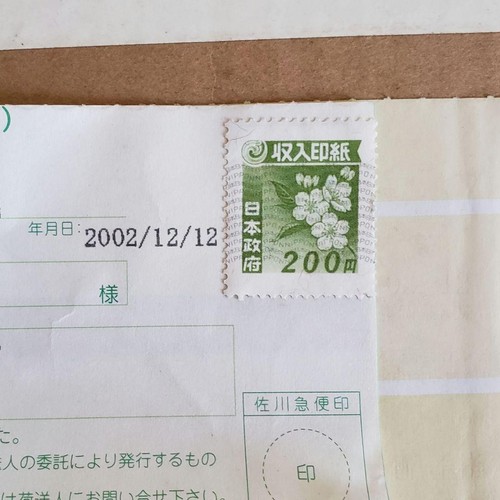 ）
収入印紙
日本政府
200円
年月日:2002/12/12
様
佐川急便印
印
た。
人の委託により発行するもの
は荷送人にお問い合せ下さい。